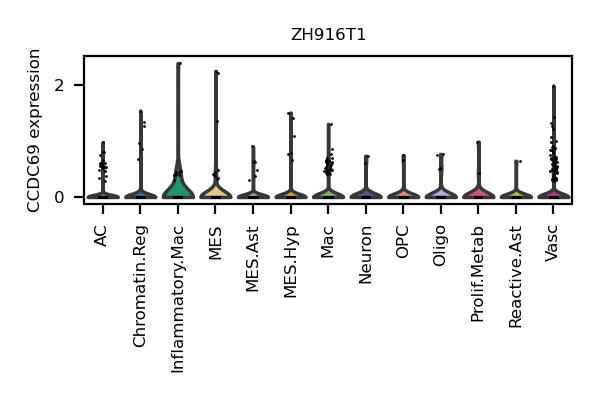 ZH916T1
CCDC69 expression
2
0
AC
Chromatin.Reg
Inflammatory.Mac
MES
MES.Ast
MES.Hyp
Mac
Neuron
OPC
Oligo
Prolif.Metab
Reactive.Ast
Vasc